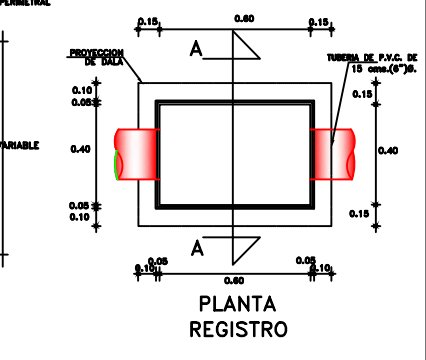 PERIMETRAL
0.15
0.60
0.15
A
PROYECCION
DE DALA
TUBERIA DE P.V.C. DE
15 cms.(6")Ø.
0.10
0.05
0.15
VARIABLE
0.40
0.40
0.05
0.10
0.15
A
0.05
0.05
0.10
0.10
0.60
PLANTA
REGISTRO